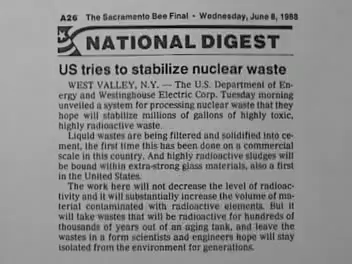 A26 The Sacramento Bee Final • Wednesday, June 8, 1988
NATIONAL DIGEST
US tries to stabilize nuclear waste
WEST VALLEY, N.Y. — The U.S. Department of En-
ergy and Westinghouse Electric Corp. Tuesday morning
unveiled a system for processing nuclear waste that they
hope will stabilize millions of gallons of highly toxic,
highly radioactive waste.
Liquid wastes are being filtered and solidified into ce-
ment, the first time this has been done on a commercial
scale in this country. And highly radioactive sludges will
be bound within extra-strong glass materials, also a first
in the United States.
The work here will not decrease the level of radioac-
tivity and it will substantially increase the volume of ma-
terial contaminated with radioactive elements. But it
will take wastes that will be radioactive for hundreds of
thousands of years out of an aging tank, and leave the
wastes in a form scientists and engineers hope will stay
isolated from the environment for generations.